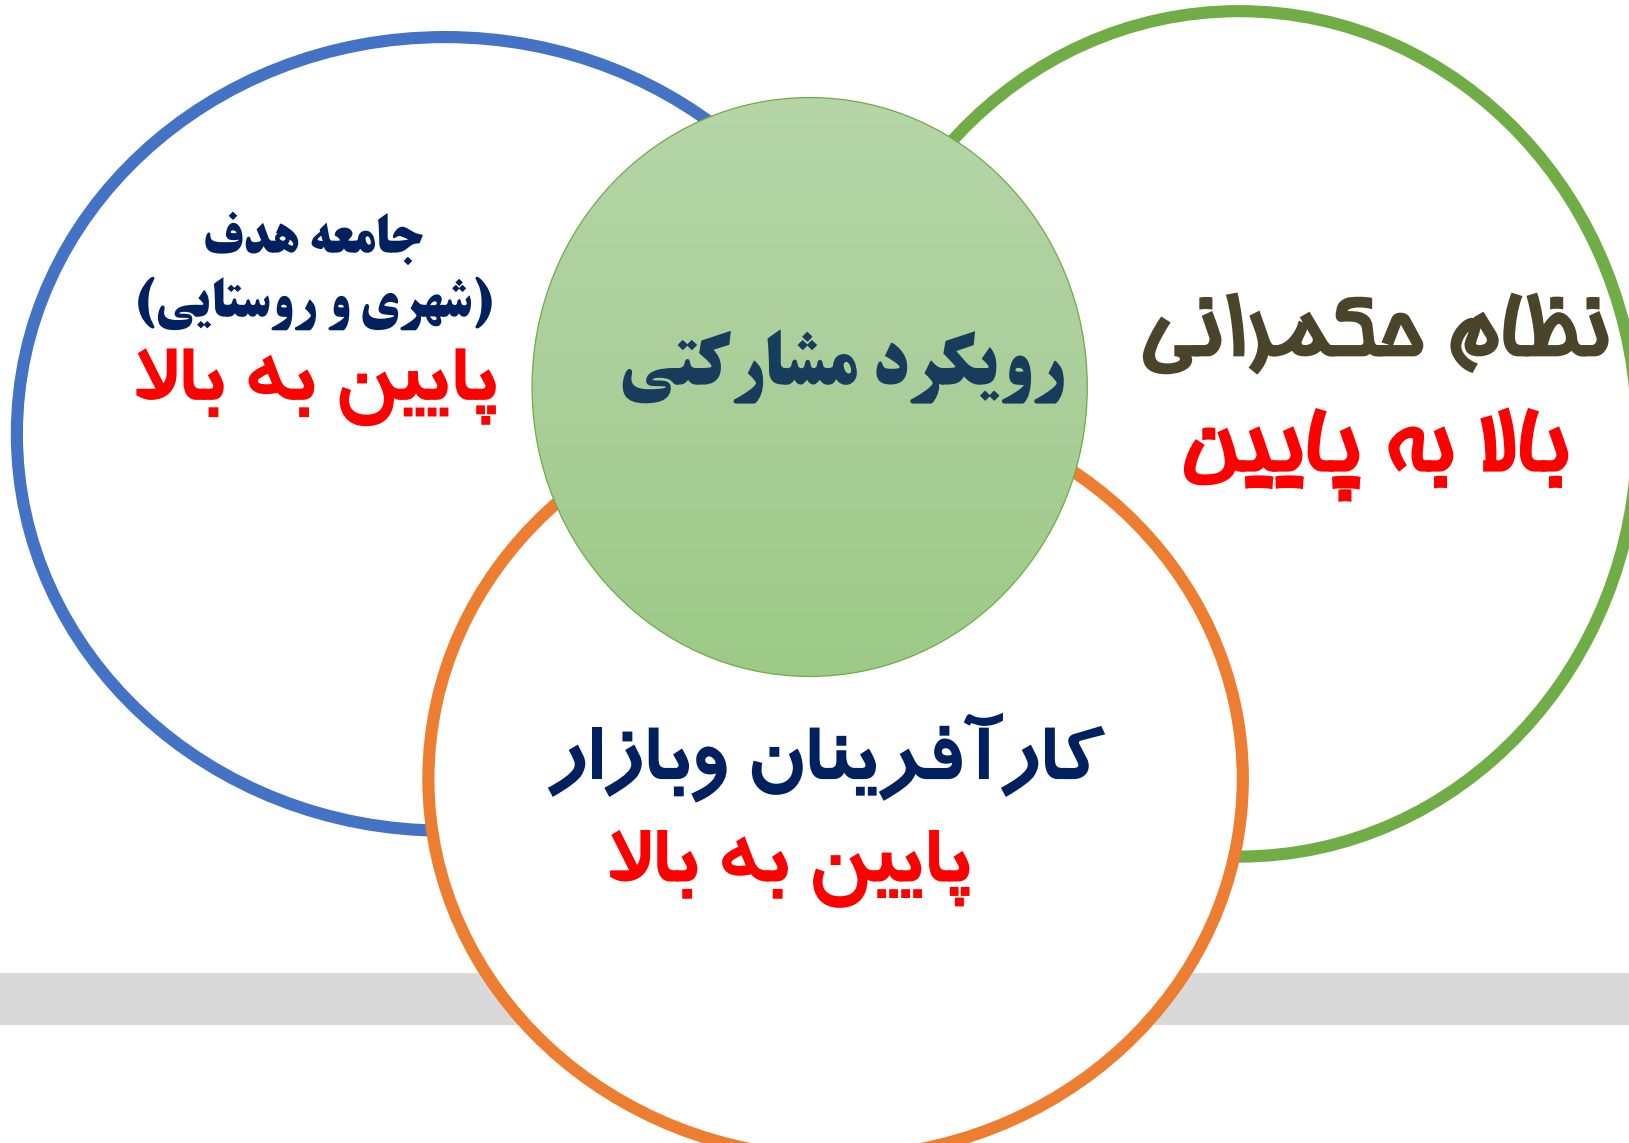 جامعه هدف
(شهری و روستایی)
پایین به بالا
رویکرد مشارکتی
نظام حکمرانی
بالا به پایین
کارآفرینان وبازار
پایین به بالا